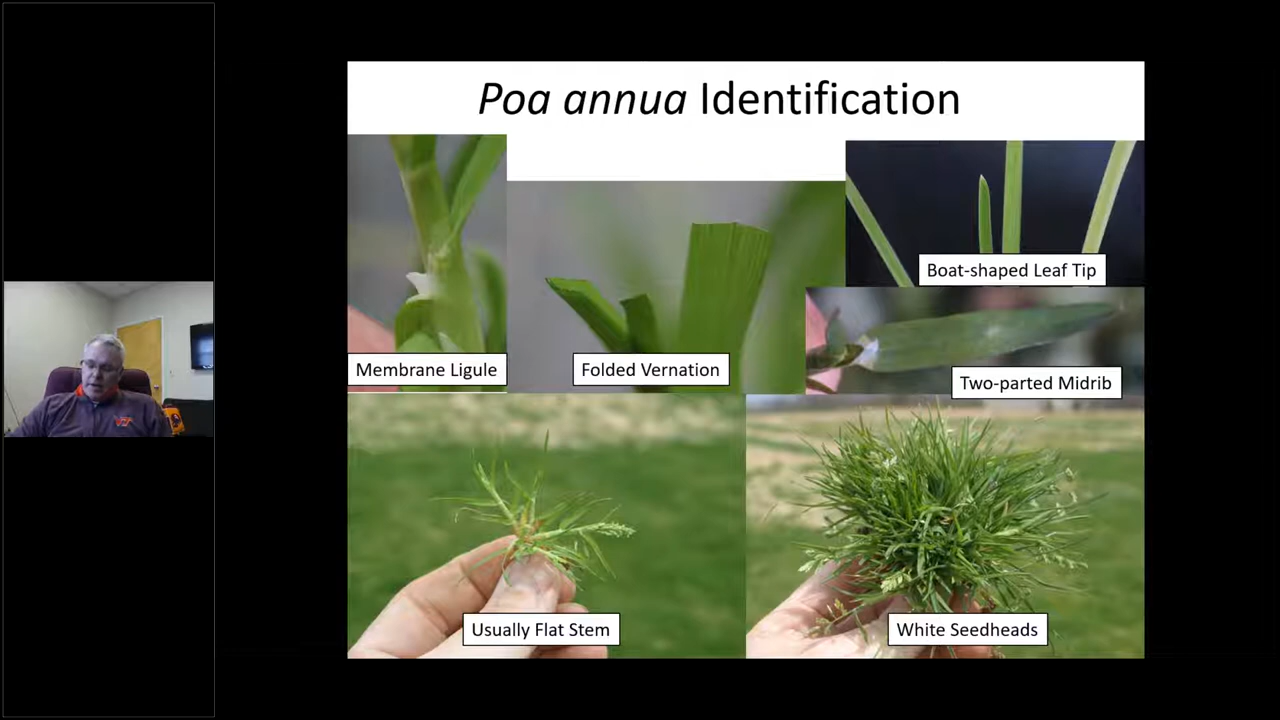 Poa annua Identification
Boat-shaped Leaf Tip
Membrane Ligule
Folded Vernation
Two-parted Midrib
Usually Flat Stem
White Seedheads